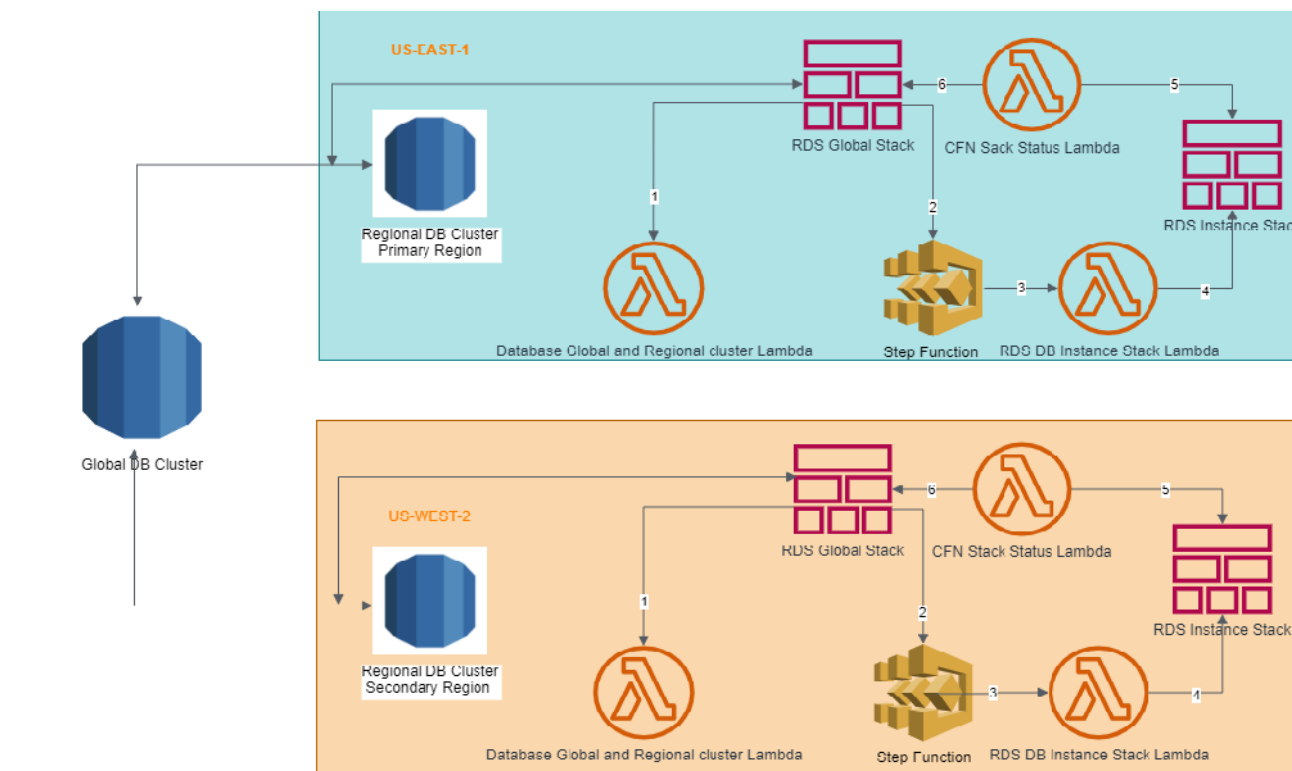 US-EAST-1
6
5
RDS Global Stack
CFN Sack Status Lambda
1
2
RDS Instance Stac
Regional DB Cluster
Primary Region
3
4
Database Global and Regional cluster Lambda
Step Function
RDS DB Instance Stack Lambda
Global DB Cluster
US-WEST-2
6
5
RDS Global Stack
CFN Stack Status Lambda
1
2
RDS Instance Stack
Regional DB Cluster
Secondary Region
3
4
Database Global and Regional cluster Lambda
Step Function
RDS DB Instance Stack Lambda